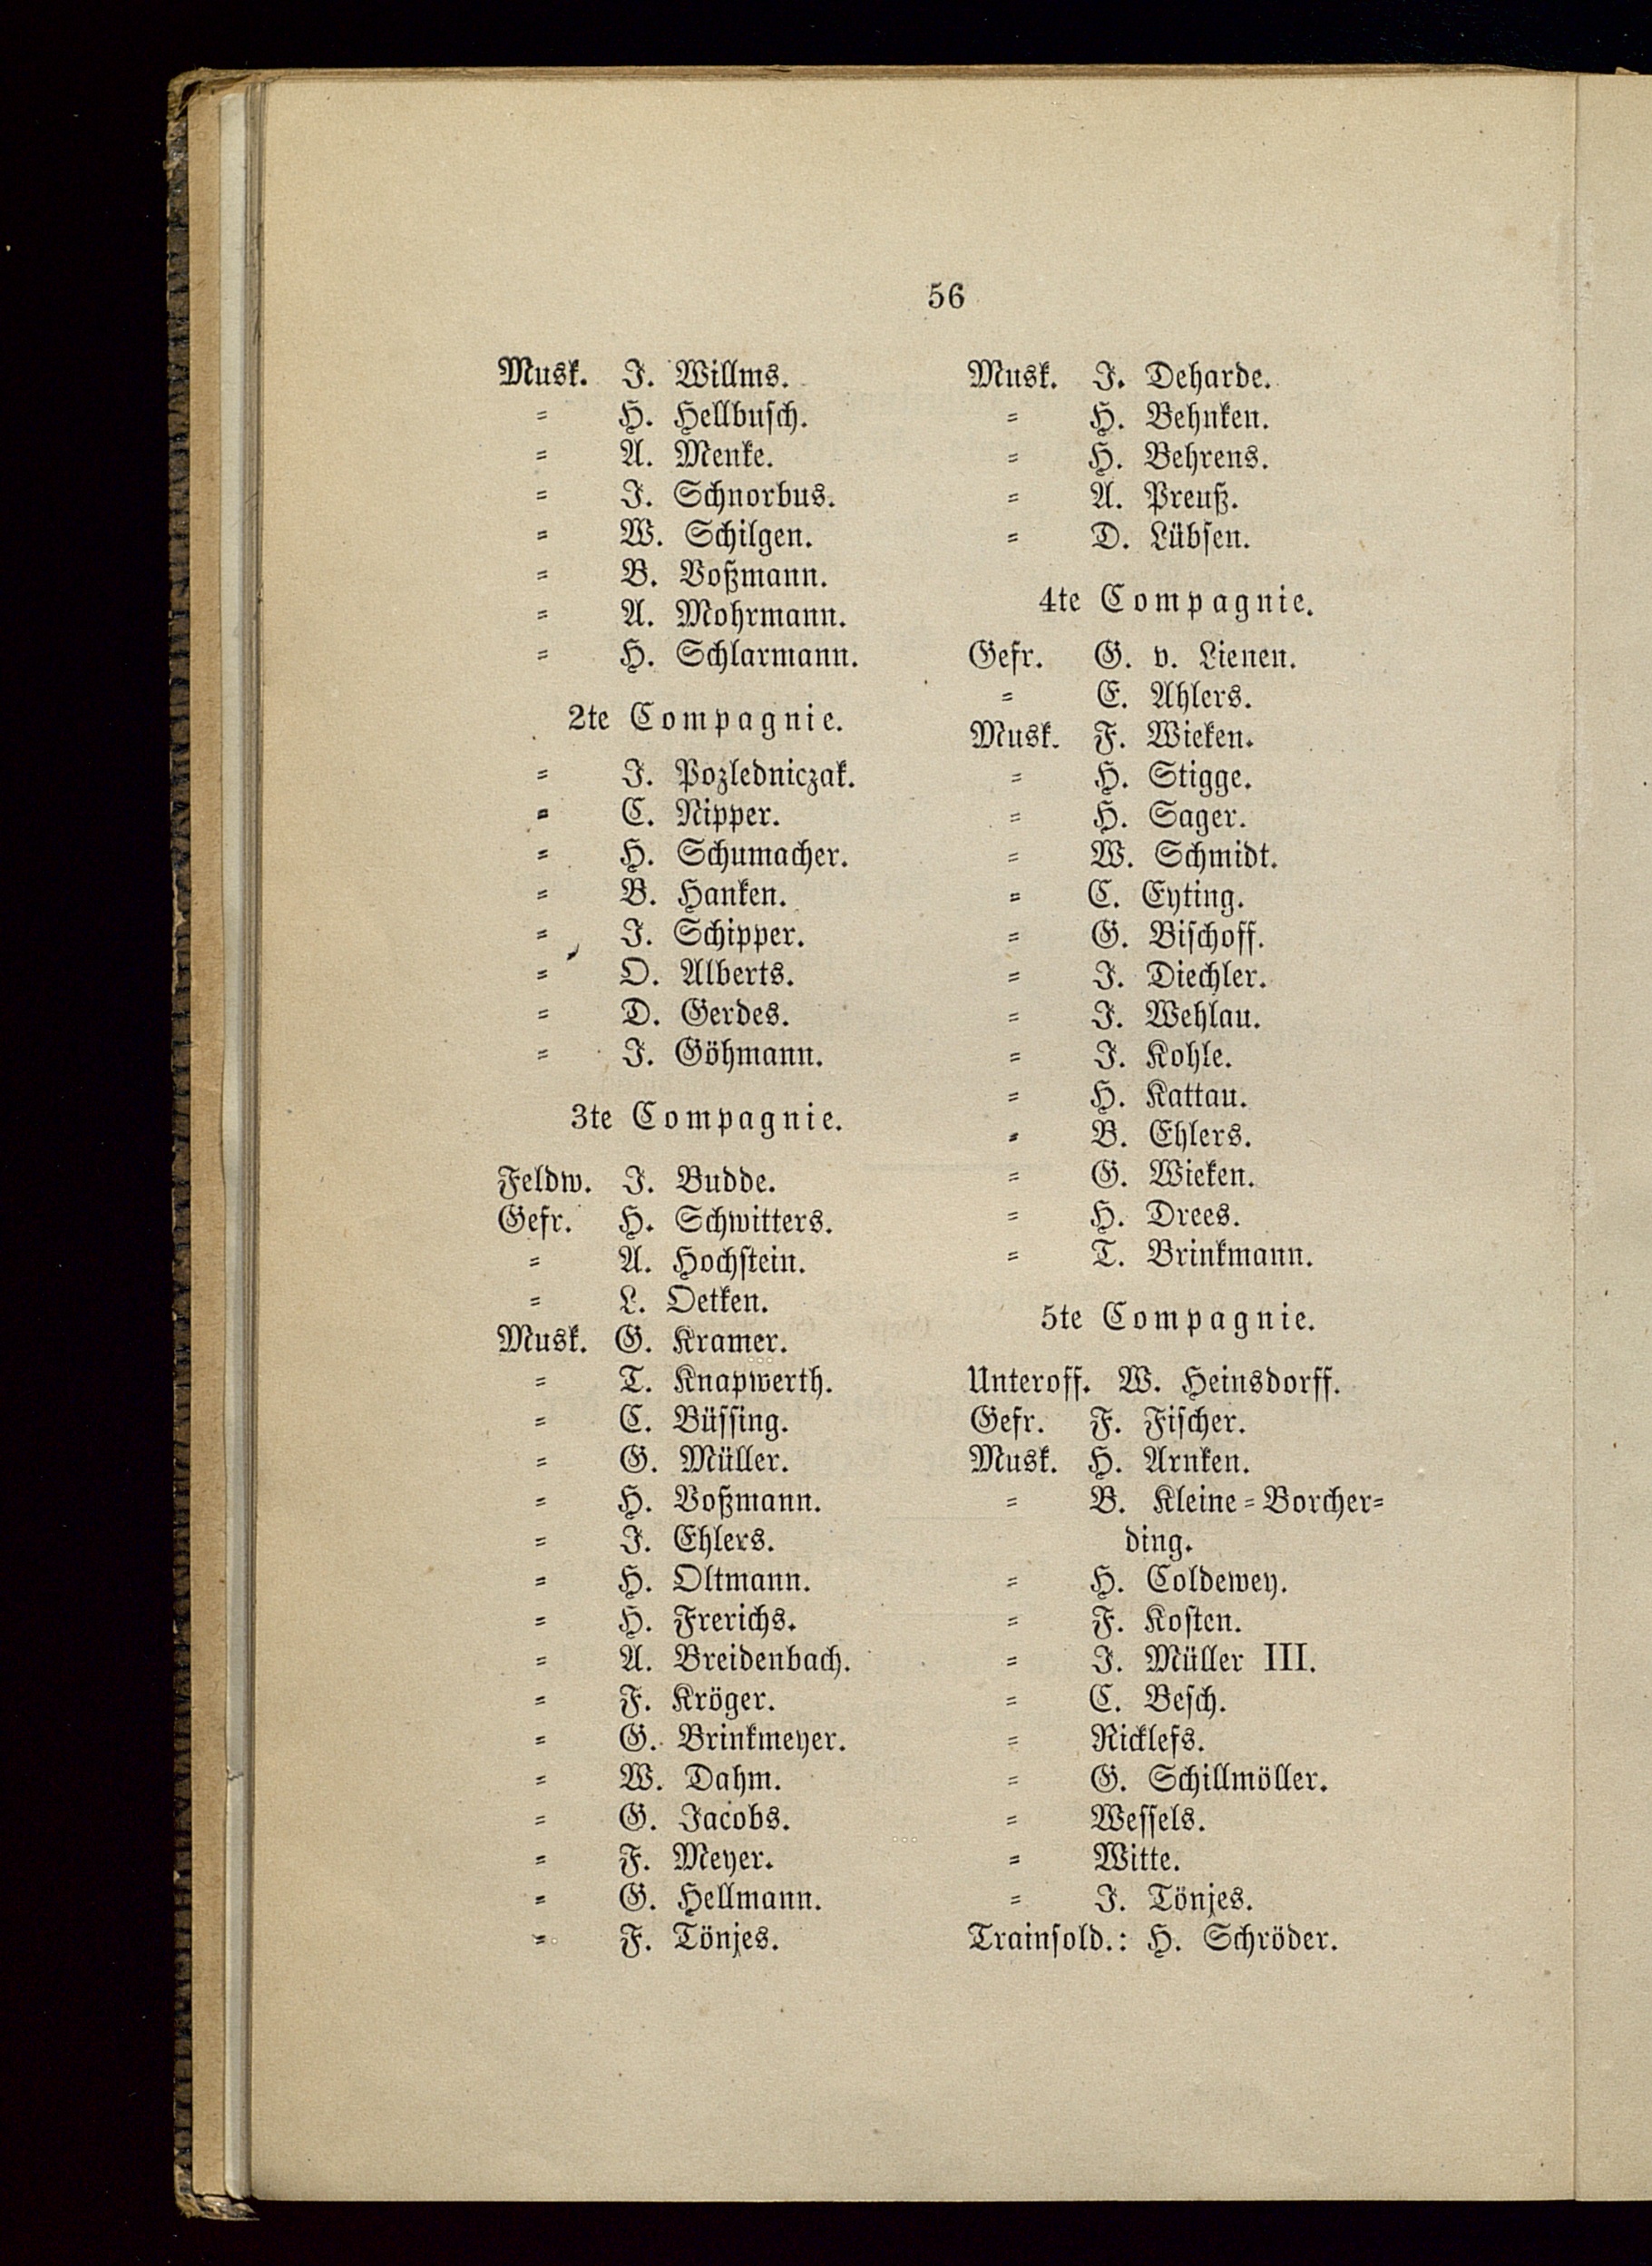 56
Musk. J. Willms.
= H. Hellbusch.
= A. Menke.
= J. Schnorbus.
= W. Schilgen.
= B. Voßmann.
= A. Mohrmann.
= H. Schlarmann.
2te Compagnie.
= J. Pozledniczak.
= C. Nipper.
= H. Schumacher.
= B. Hanken.
= J. Schipper.
= O. Alberts.
= D. Gerdes.
= J. Göhmann.
3te Compagnie.
Feldw. J. Budde.
Gefr. H. Schwitters.
= A. Hochstein.
= L. Oetken.
Musk. G. Kramer.
= T. Knapwerth.
= C. Büssing.
= G. Müller.
= H. Voßmann.
= J. Ehlers.
= H. Oltmann.
= H. Frerichs.
= A. Breidenbach.
= F. Kröger.
= G. Brinkmeyer.
= W. Dahm.
= G. Jacobs.
= F. Meyer.
= G. Hellmann.
= F. Tönjes.
Musk. J. Deharde.
= H. Behnken.
= H. Behrens.
= A. Preuß.
= D. Lübsen.
4te Compagnie.
Gefr. G. v. Lienen.
= E. Ahlers.
Musk. F. Wieken.
= H. Stigge.
= H. Sager.
= W. Schmidt.
= C. Eyting.
= G. Bischoff.
= J. Diechler.
= J. Wehlau.
= J. Kohle.
= H. Kattau.
= B. Ehlers.
= G. Wieken.
= H. Drees.
= T. Brinkmann.
5te Compagnie.
Unteroff. W. Heinsdorff.
Gefr. F. Fischer.
Musk. H. Arnken.
= B. Kleine=Borcher=
ding.
= H. Coldewey.
= F. Kosten.
= J. Müller III.
= C. Besch.
= Ricklefs.
= G. Schillmöller.
= Wessels.
= Witte.
= J. Tönjes.
Trainsold.: H. Schröder.